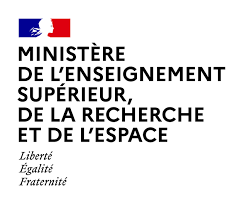 MINISTÈRE
DE L'ENSEIGNEMENT
SUPÉRIEUR,
DE LA RECHERCHE
ET DE L'ESPACE
Liberté
Égalité
Fraternité